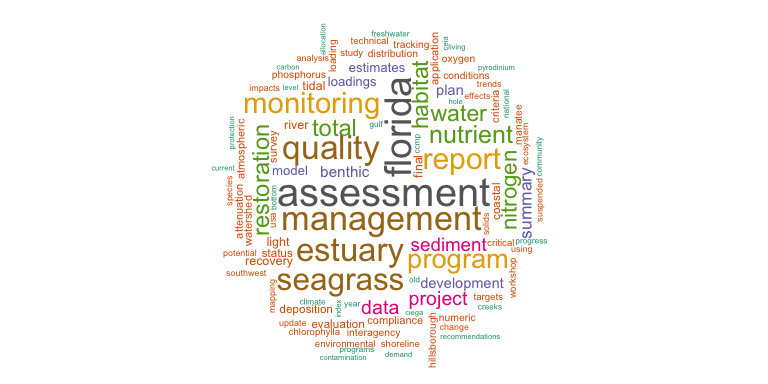 freshwater
allocation
loading
technical
tracking
application
ceia
living
analysis
study
distribution
oxygen
carbon
phosphorus
estimates
conditions
pyrodinium
impacts
level
tidal
loadings
plan
trends
effects
hole
criteria
national
manatee
monitoring
florida
habitat
water
river
total
gulf
nutrient
ecosystem
protection
atmospheric
restoration
survey
quality
comp
final
report
nitrogen
community
current
model
benthic
summary
suspended
species
attenuation
watershed
usa
bottom
assessment
coastal
solids
management
light
estuary
sediment
critical
progress
potential
status
using
recovery
program
workshop
southwest
seagrass
old
development
mapping
climate
index
year
data
project
targets
creeks
deposition
ciega
update
evaluation
compliance
numeric
chlorophylla
interagency
change
hillsborough
recommendations
environmental
shoreline
programs
demand
contamination